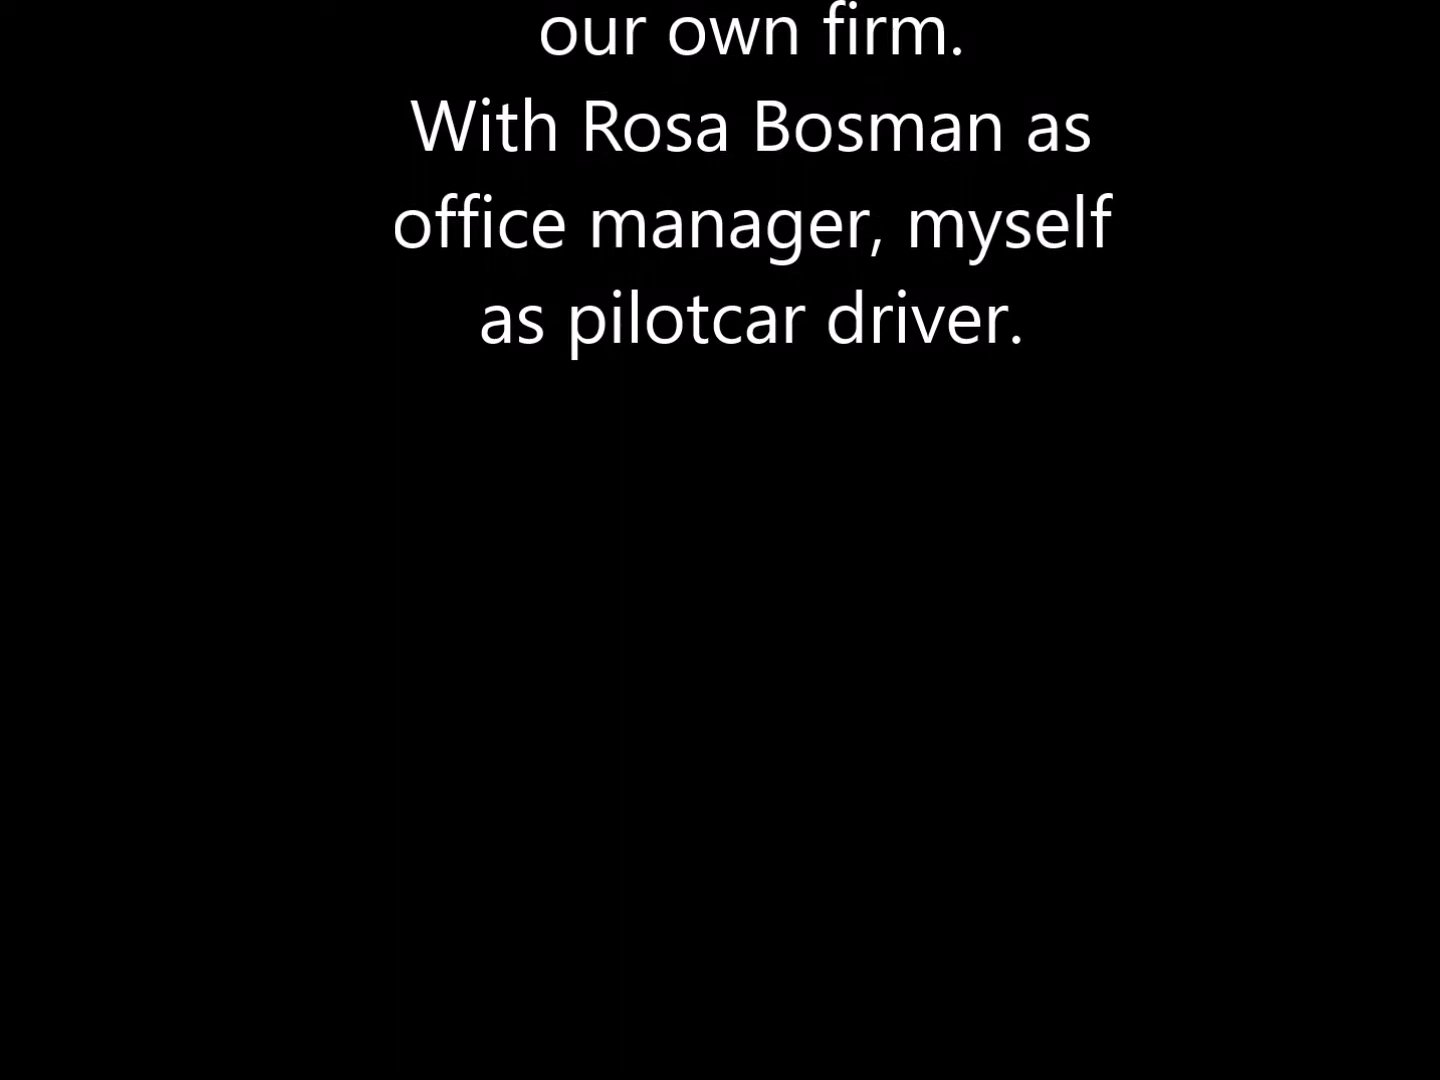 our own firm.
With Rosa Bosman as
office manager, myself
as pilotcar driver.